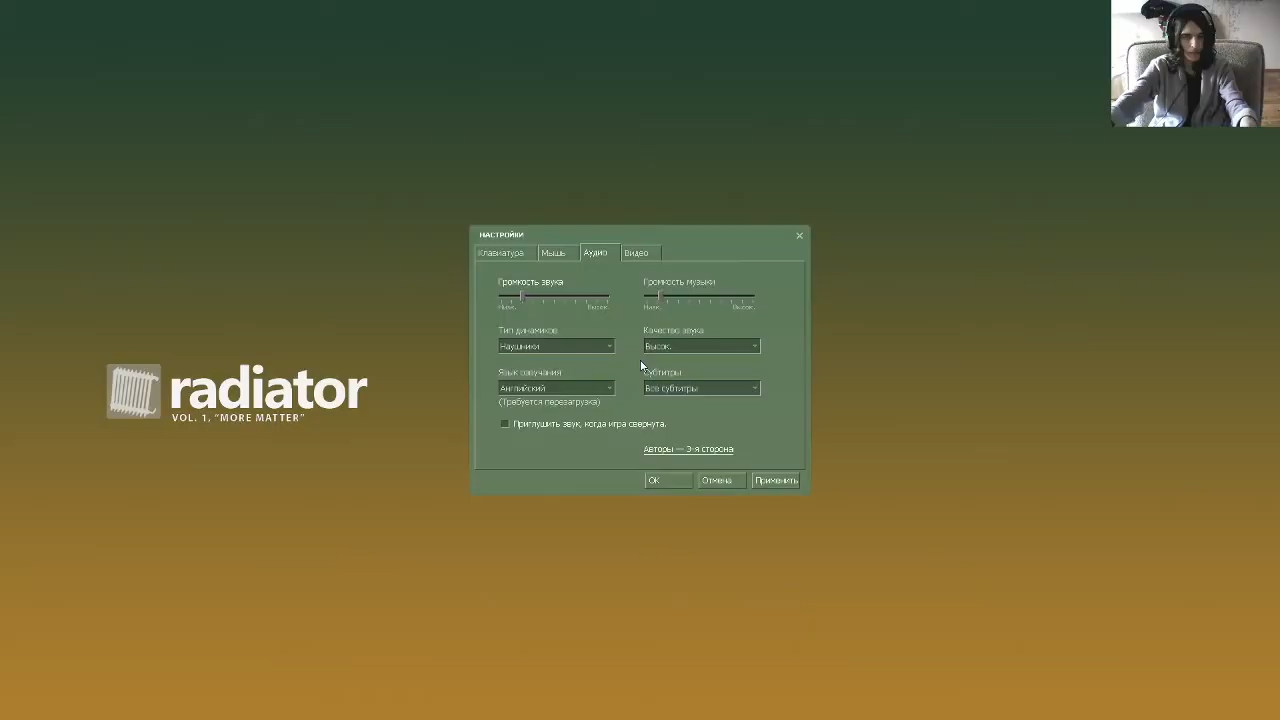 НАСТРОЙКИ
Клавиатура Мышь Аудио Видео
Громкость звука Громкость музыки
Низк. Высок. Низк. Высок.
Тип динамиков Качество звука
Наушники Высок.
Язык озвучания Субтитры
Английский Все субтитры
(Требуется перезагрузка)
Приглушить звук, когда игра свернута.
Авторы — 3-я сторона
OK Отмена Применить
radiator
VOL. 1, "MORE MATTER"